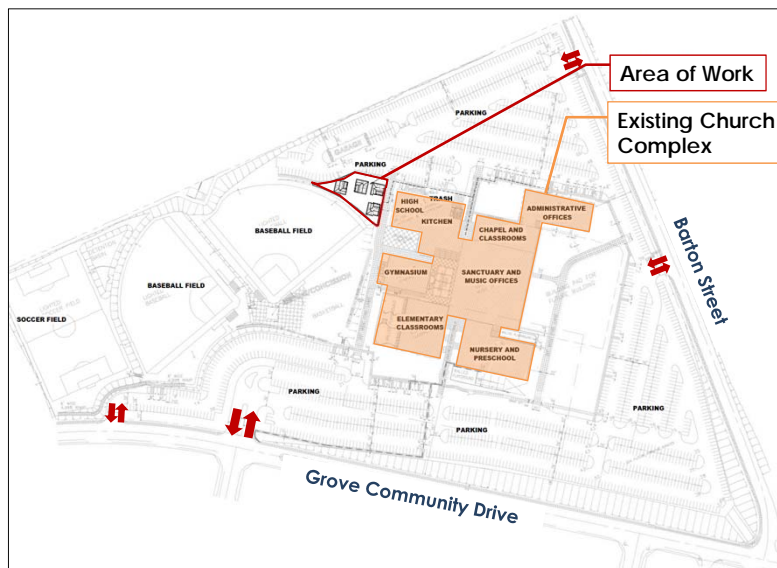 Area of Work
Existing Church
Complex
PARKING
GARAGE
PARKING
TRASH
HIGH
SCHOOL
KITCHEN
ADMINISTRATIVE
OFFICES
CHAPEL AND
CLASSROOMS
BASEBALL FIELD
Barton Street
GYMNASIUM
SANCTUARY AND
MUSIC OFFICES
BASEBALL FIELD
SOCCER FIELD
ELEMENTARY
CLASSROOMS
NURSERY AND
PRESCHOOL
PARKING
PARKING
PARKING
Grove Community Drive